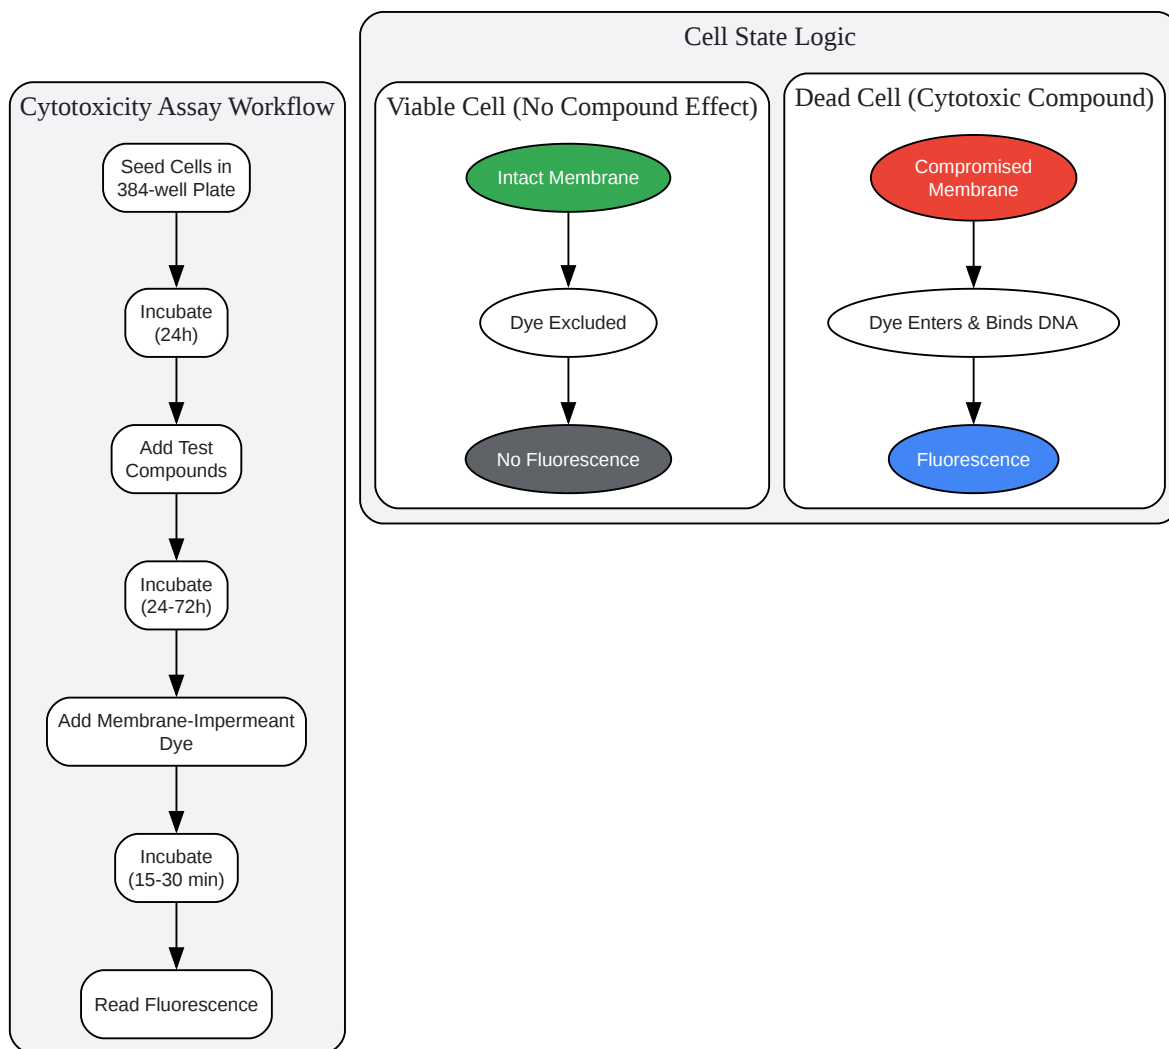 Cytotoxicity Assay Workflow
Seed Cells in
384-well Plate
Incubate
(24h)
Add Test
Compounds
Incubate
(24-72h)
Add Membrane-Impermeant
Dye
Incubate
(15-30 min)
Read Fluorescence
Cell State Logic
Viable Cell (No Compound Effect)
Intact Membrane
Dye Excluded
No Fluorescence
Dead Cell (Cytotoxic Compound)
Compromised
Membrane
Dye Enters & Binds DNA
Fluorescence